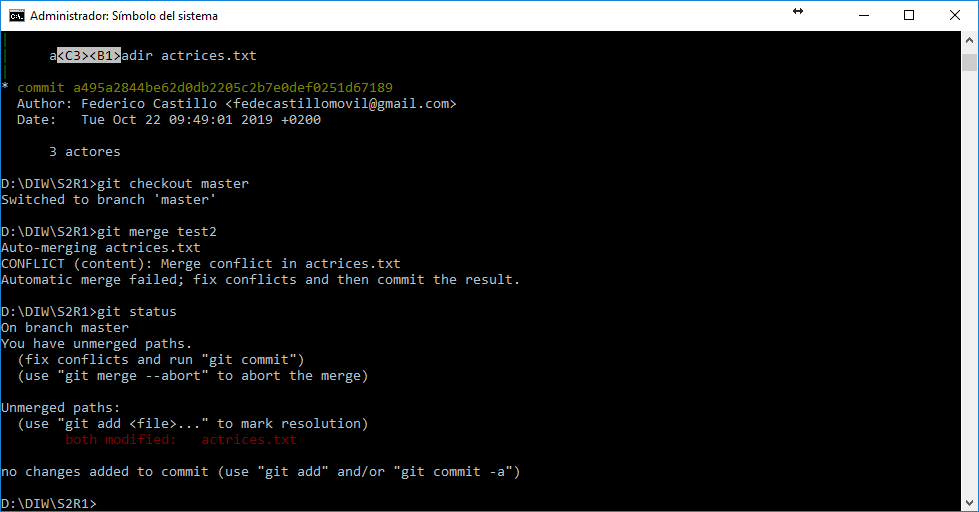 Administrador: Símbolo del sistema
|
|     a<C3><B1>adir actrices.txt
|
* commit a495a2844be62d0db2205c2b7e0def0251d67189
  Author: Federico Castillo <fedecastillomovil@gmail.com>
  Date:   Tue Oct 22 09:49:01 2019 +0200

      3 actores

D:\DIW\S2R1>git checkout master
Switched to branch 'master'

D:\DIW\S2R1>git merge test2
Auto-merging actrices.txt
CONFLICT (content): Merge conflict in actrices.txt
Automatic merge failed; fix conflicts and then commit the result.

D:\DIW\S2R1>git status
On branch master
You have unmerged paths.
  (fix conflicts and run "git commit")
  (use "git merge --abort" to abort the merge)

Unmerged paths:
  (use "git add <file>..." to mark resolution)
        both modified:   actrices.txt

no changes added to commit (use "git add" and/or "git commit -a")

D:\DIW\S2R1>